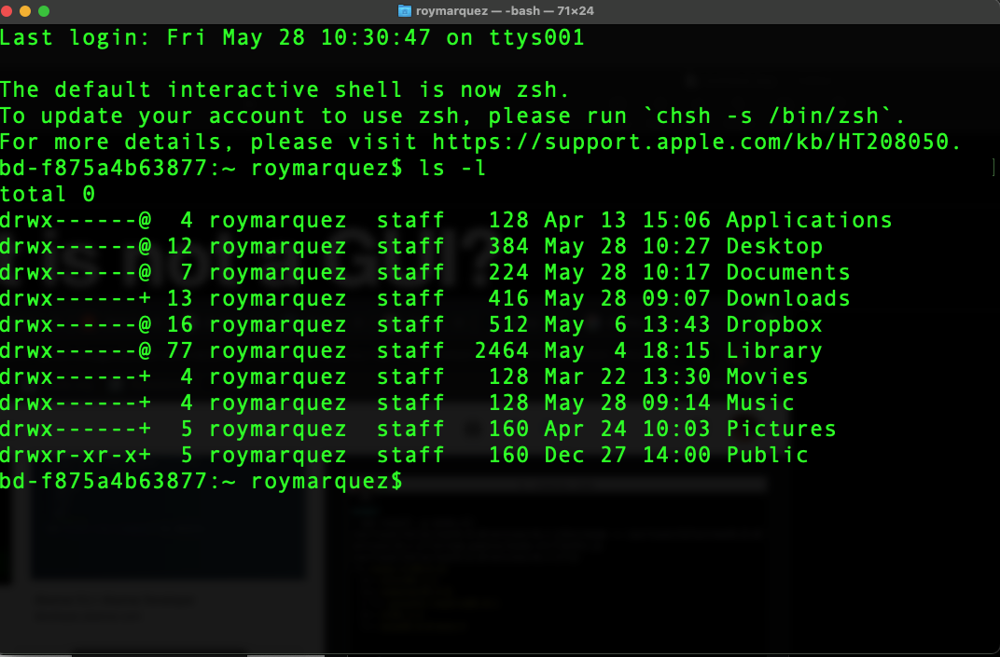 roymarquez — -bash — 71×24
Last login: Fri May 28 10:30:47 on ttys001
The default interactive shell is now zsh.
To update your account to use zsh, please run `chsh -s /bin/zsh`.
For more details, please visit https://support.apple.com/kb/HT208050.
bd-f875a4b63877:~ roymarquez$ ls -l
total 0
drwx------@  4 roymarquez  staff   128 Apr 13 15:06 Applications
drwx------@ 12 roymarquez  staff   384 May 28 10:27 Desktop
drwx------@  7 roymarquez  staff   224 May 28 10:17 Documents
drwx------+ 13 roymarquez  staff   416 May 28 09:07 Downloads
drwx------@ 16 roymarquez  staff   512 May  6 13:43 Dropbox
drwx------@ 77 roymarquez  staff  2464 May  4 18:15 Library
drwx------+  4 roymarquez  staff   128 Mar 22 13:30 Movies
drwx------+  4 roymarquez  staff   128 May 28 09:14 Music
drwx------+  5 roymarquez  staff   160 Apr 24 10:03 Pictures
drwxr-xr-x+  5 roymarquez  staff   160 Dec 27 14:00 Public
bd-f875a4b63877:~ roymarquez$